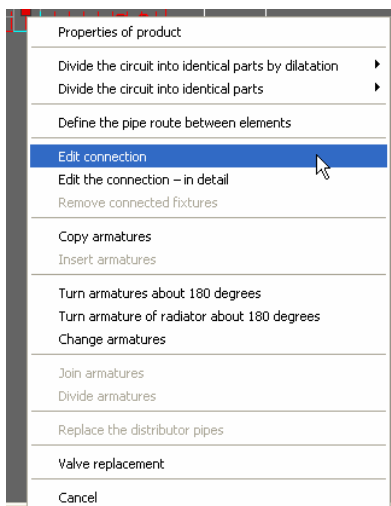 Properties of product
Divide the circuit into identical parts by dilatation
Divide the circuit into identical parts
Define the pipe route between elements
Edit connection
Edit the connection – in detail
Remove connected fixtures
Copy armatures
Insert armatures
Turn armatures about 180 degrees
Turn armature of radiator about 180 degrees
Change armatures
Join armatures
Divide armatures
Replace the distributor pipes
Valve replacement
Cancel